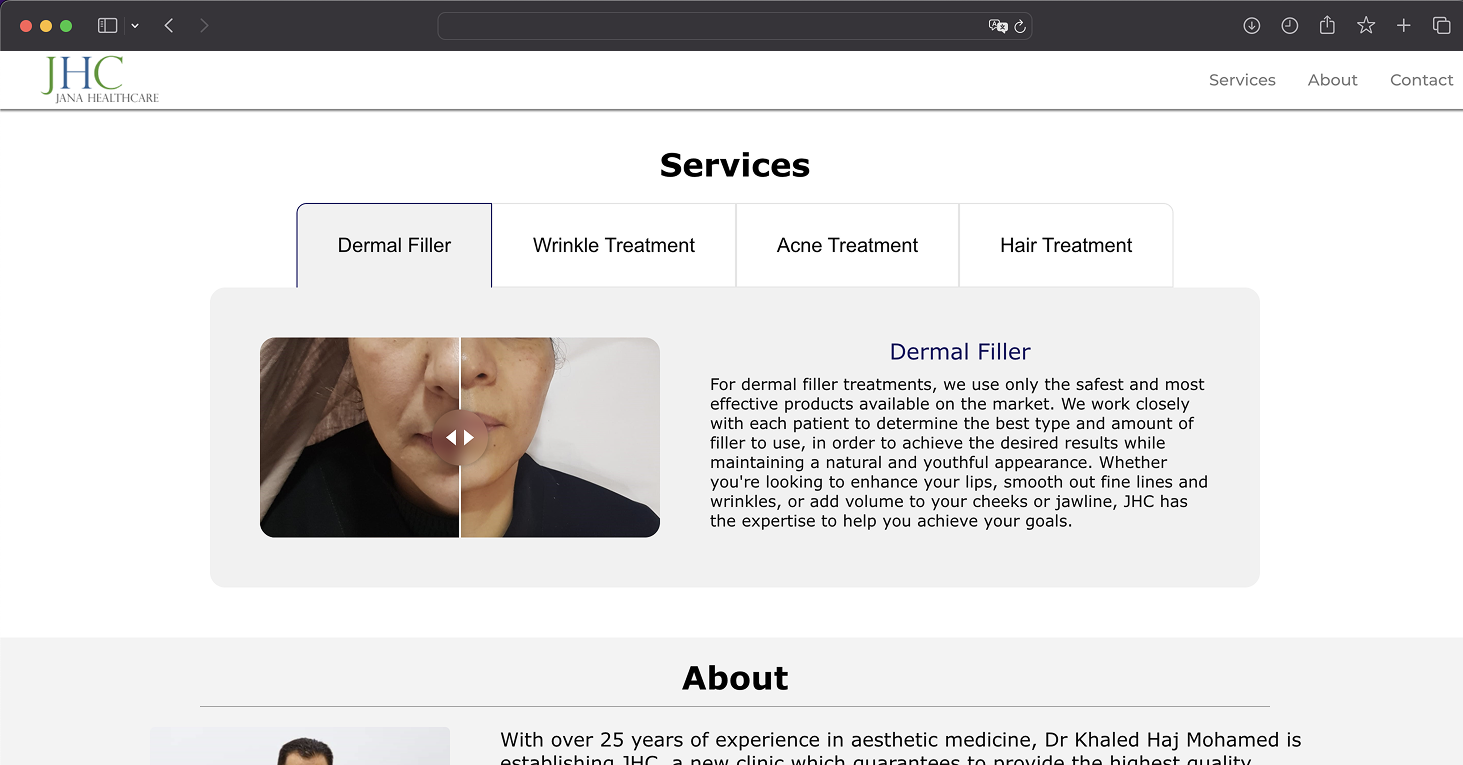 JHC
JANA HEALTHCARE
Services
About
Contact
Services
Dermal Filler
Wrinkle Treatment
Acne Treatment
Hair Treatment
Dermal Filler
For dermal filler treatments, we use only the safest and most
effective products available on the market. We work closely
with each patient to determine the best type and amount of
filler to use, in order to achieve the desired results while
maintaining a natural and youthful appearance. Whether
you're looking to enhance your lips, smooth out fine lines and
wrinkles, or add volume to your cheeks or jawline, JHC has
the expertise to help you achieve your goals.
About
With over 25 years of experience in aesthetic medicine, Dr Khaled Haj Mohamed is
establishing JHC, a new clinic which guarantees to provide the highest quality